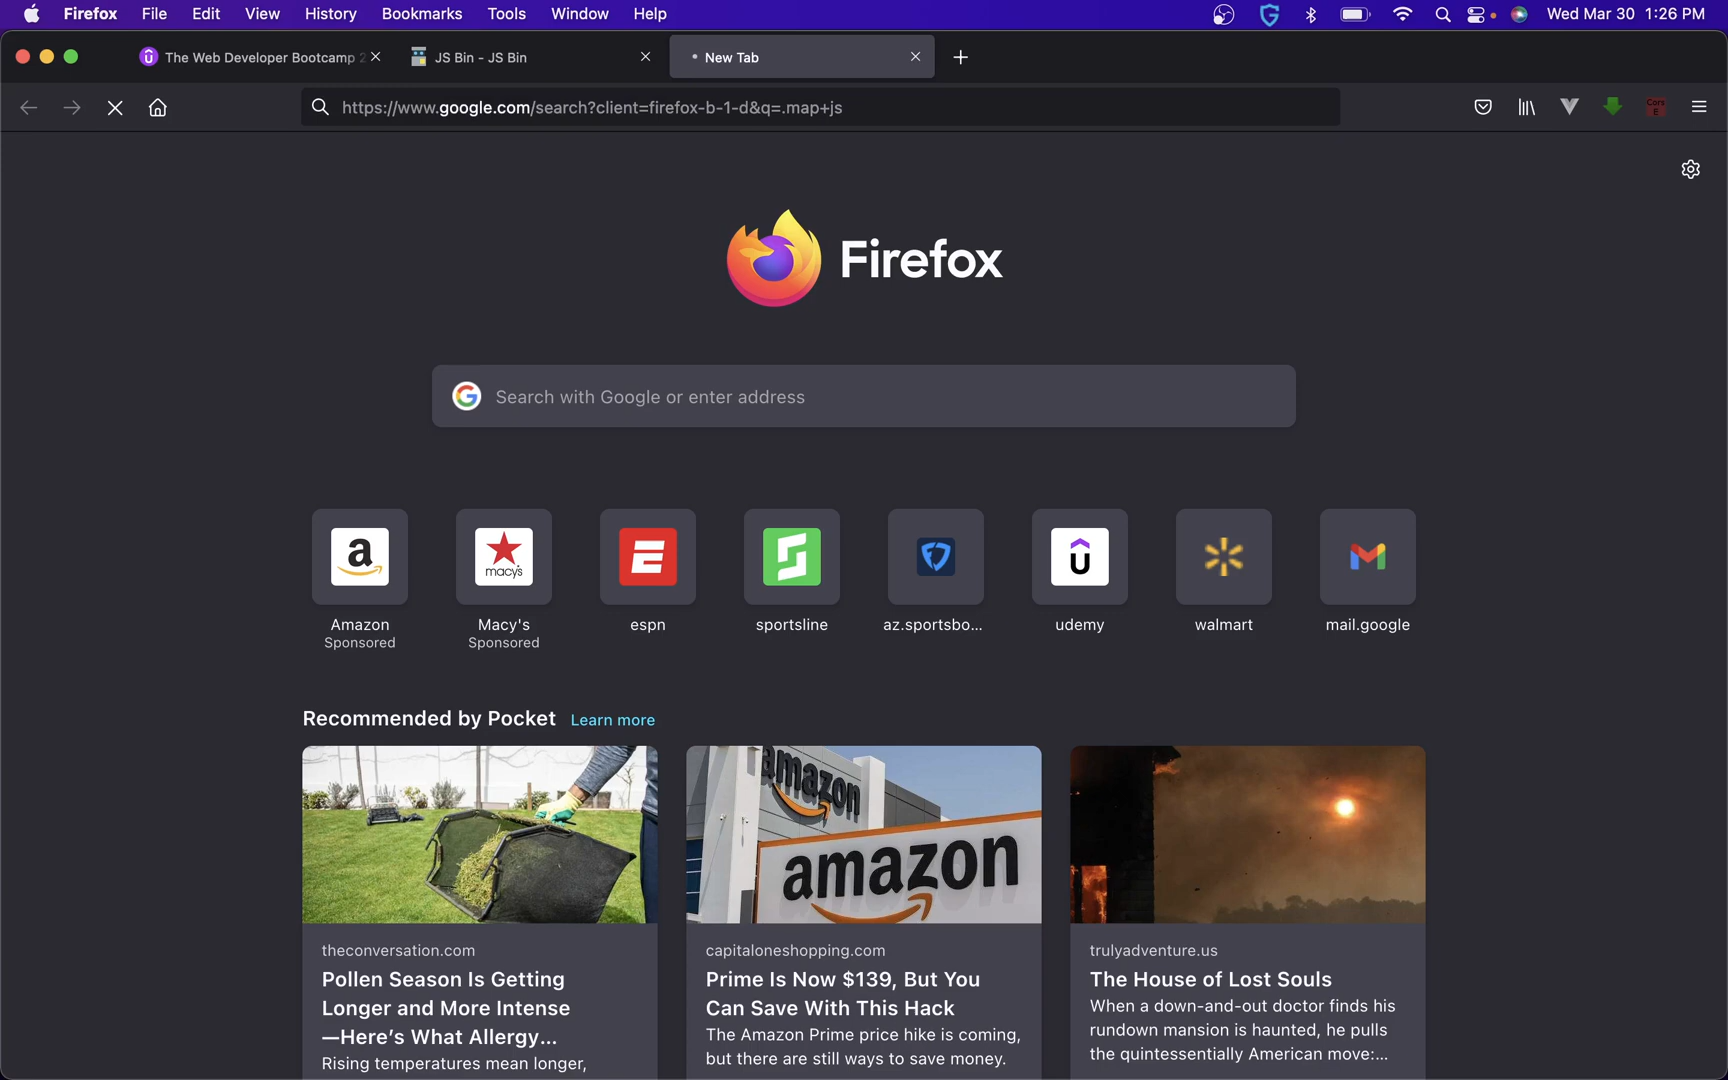 Firefox File Edit View History Bookmarks Tools Window Help Wed Mar 30 1:26 PM
The Web Developer Bootcamp 2 JS Bin - JS Bin New Tab
https://www.google.com/search?client=firefox-b-1-d&q=.map+js
Cors
E
Firefox
Search with Google or enter address
a macy's
Amazon Macy's espn sportsline az.sportsbo... udemy walmart mail.google
Sponsored Sponsored
Recommended by Pocket Learn more
amazon
amazon
theconversation.com
Pollen Season Is Getting
Longer and More Intense
—Here’s What Allergy...
Rising temperatures mean longer,
capitaloneshopping.com
Prime Is Now $139, But You
Can Save With This Hack
The Amazon Prime price hike is coming,
but there are still ways to save money.
trulyadventure.us
The House of Lost Souls
When a down-and-out doctor finds his
rundown mansion is haunted, he pulls
the quintessentially American move:...